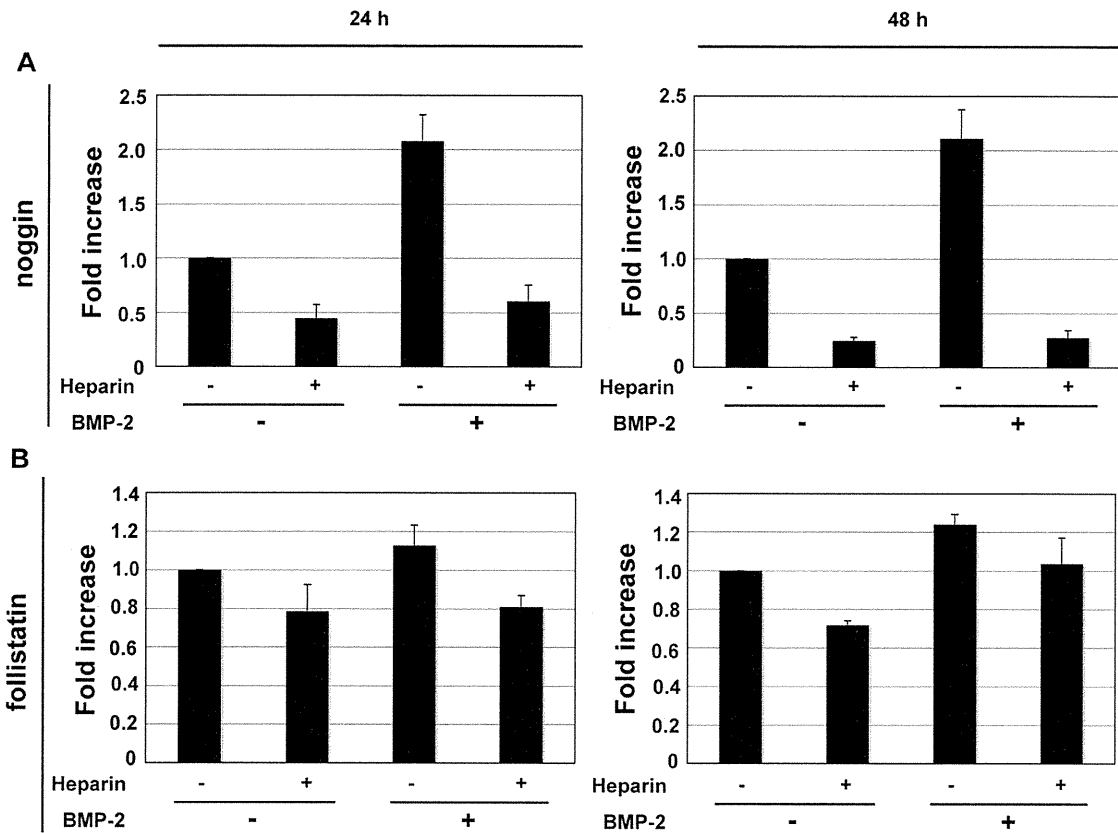 24 h
48 h
A
noggin
Fold increase
2.5
2.0
1.5
1.0
0.5
0
Heparin - + - +
BMP-2 - +
Fold increase
2.5
2.0
1.5
1.0
0.5
0
Heparin - + - +
BMP-2 - +
B
follistatin
Fold increase
1.4
1.2
1.0
0.8
0.6
0.4
0.2
0
Heparin - + - +
BMP-2 - +
Fold increase
1.4
1.2
1.0
0.8
0.6
0.4
0.2
0
Heparin - + - +
BMP-2 - +